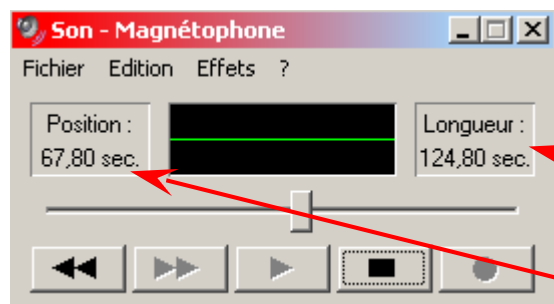 Son - Magnétophone
Fichier Edition Effets ?
Position :
67,80 sec.
Longueur :
124,80 sec.